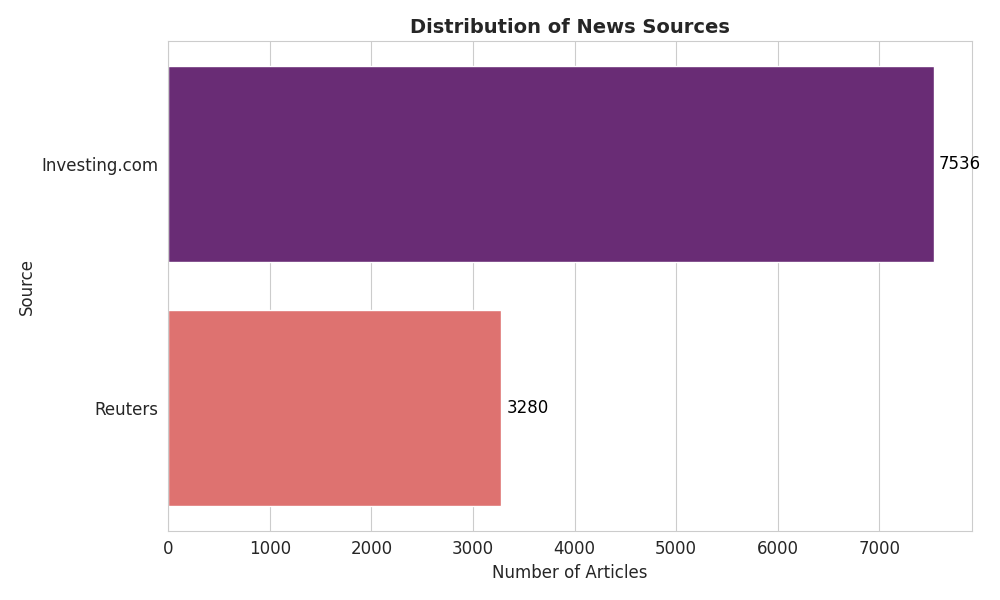 Distribution of News Sources
Source
Investing.com
7536
Reuters
3280
0 1000 2000 3000 4000 5000 6000 7000
Number of Articles